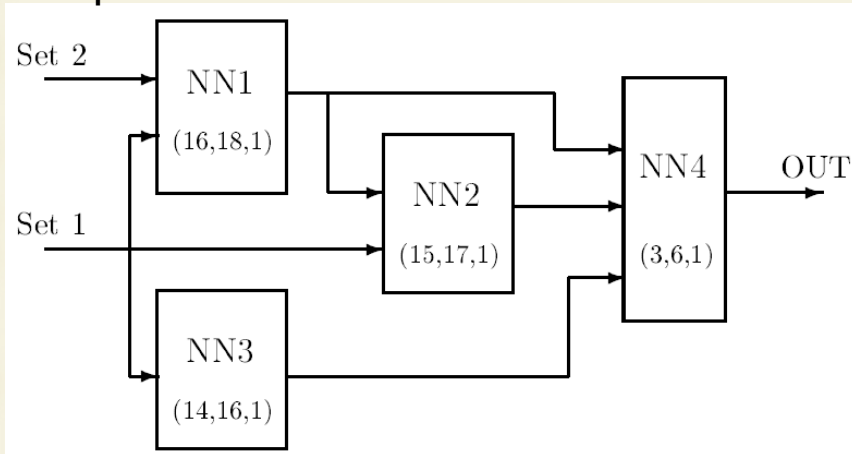 Set 2
NN1
(16,18,1)
Set 1
NN2
(15,17,1)
NN3
(14,16,1)
NN4
(3,6,1)
OUT